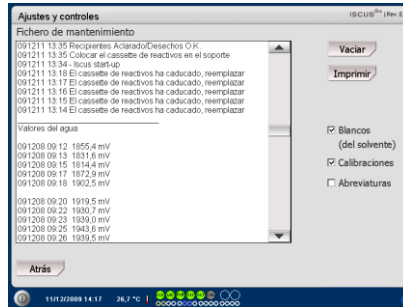 Ajustes y controles
ISCUSflex | Rev. E
Fichero de mantenimiento
091211 13:35 Recipientes Aclarado/Desechos O.K.
091211 13:35 Colocar el cassette de reactivos en el soporte
091211 13:34 - Iscus start-up
091211 13:18 El cassette de reactivos ha caducado, reemplazar
091211 13:17 El cassette de reactivos ha caducado, reemplazar
091211 13:16 El cassette de reactivos ha caducado, reemplazar
091211 13:15 El cassette de reactivos ha caducado, reemplazar
091211 13:14 El cassette de reactivos ha caducado, reemplazar
Valores del agua:
091208 09:12 1855,4 mV
091208 09:13 1831,6 mV
091208 09:15 1814,4 mV
091208 09:17 1872,9 mV
091208 09:18 1902,5 mV
091208 09:20 1919,5 mV
091208 09:22 1930,7 mV
091208 09:23 1939,0 mV
091208 09:25 1943,6 mV
091208 09:26 1939,5 mV
Vaciar
Imprimir
Blancos
(del solvente)
Calibraciones
Abreviaturas
Atrás
11/12/2009 14:17 26,7 °C